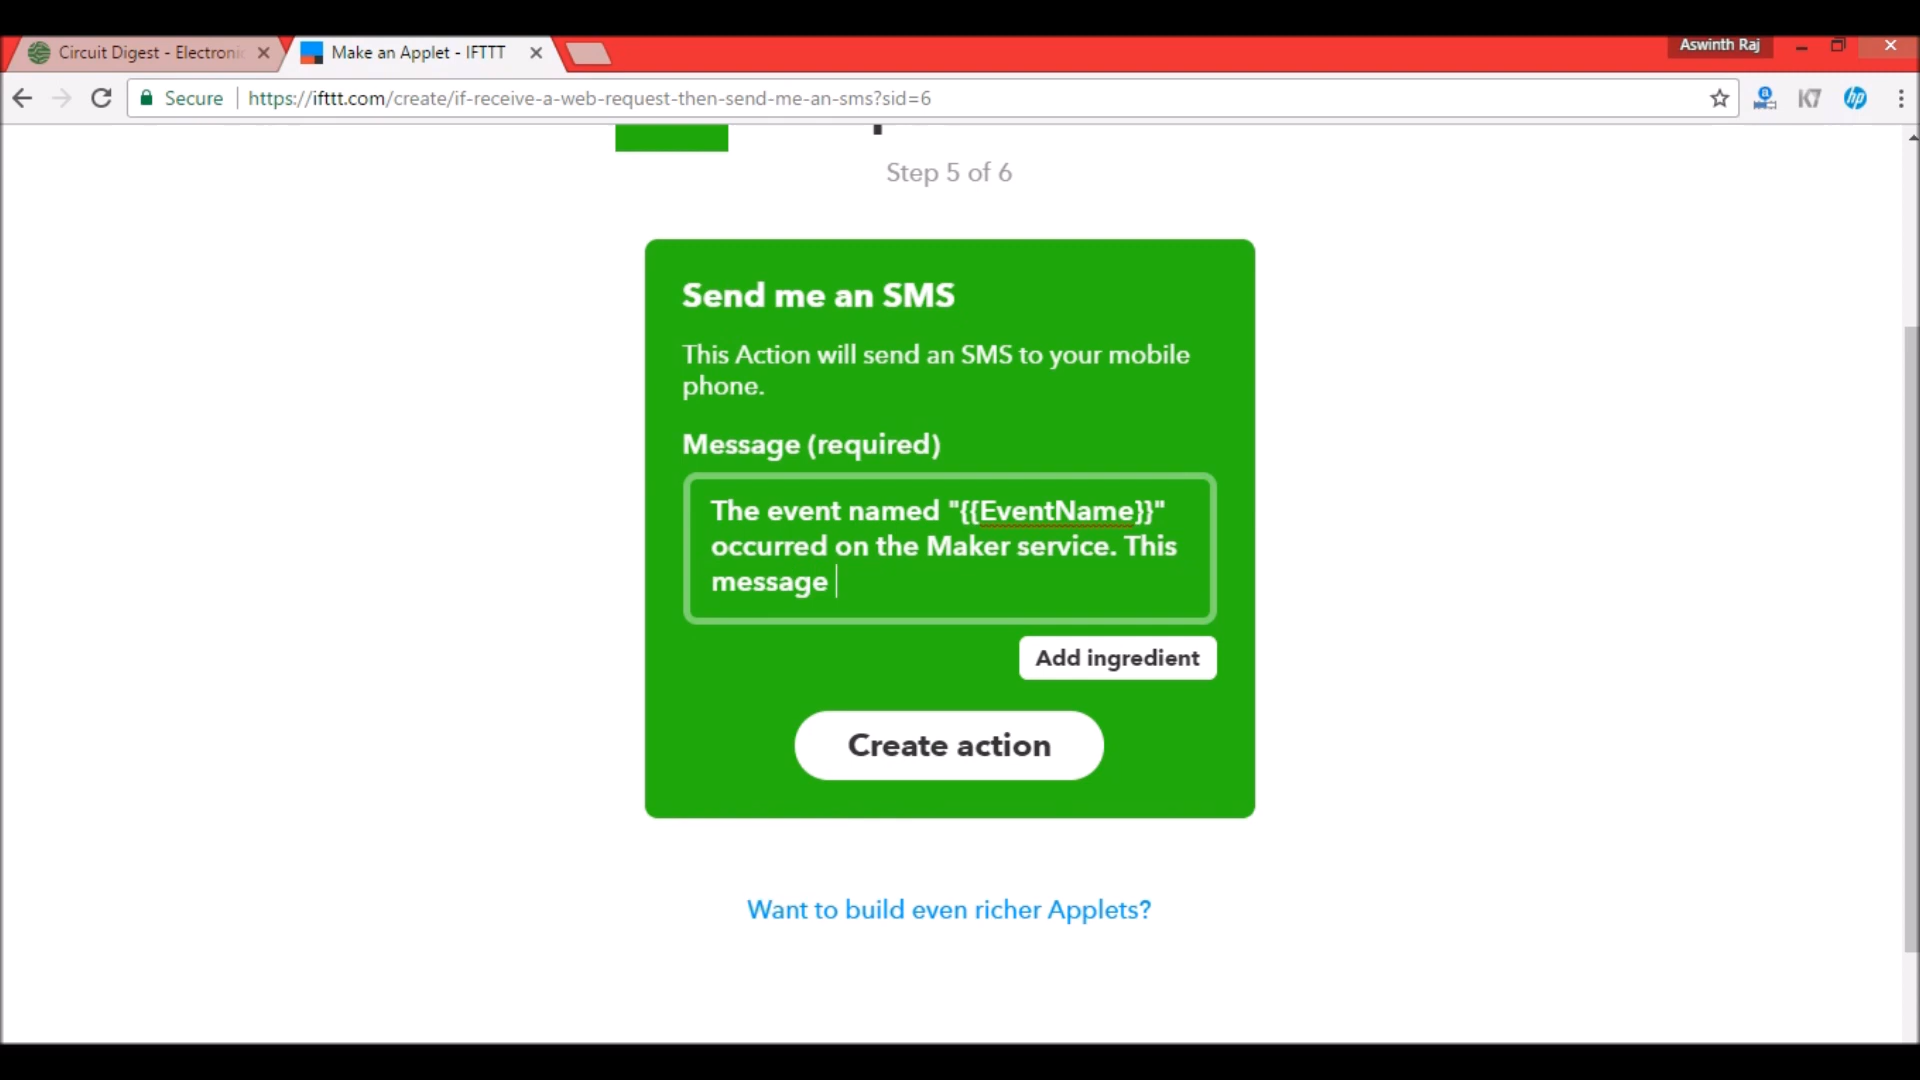 Circuit Digest - Electronic
Make an Applet - IFTTT
Aswinth Raj
Secure
https://ifttt.com/create/if-receive-a-web-request-then-send-me-an-sms?sid=6
K7
hp
Step 5 of 6
Send me an SMS
This Action will send an SMS to your mobile
phone.
Message (required)
The event named "{{EventName}}"
occurred on the Maker service. This
message
Add ingredient
Create action
Want to build even richer Applets?